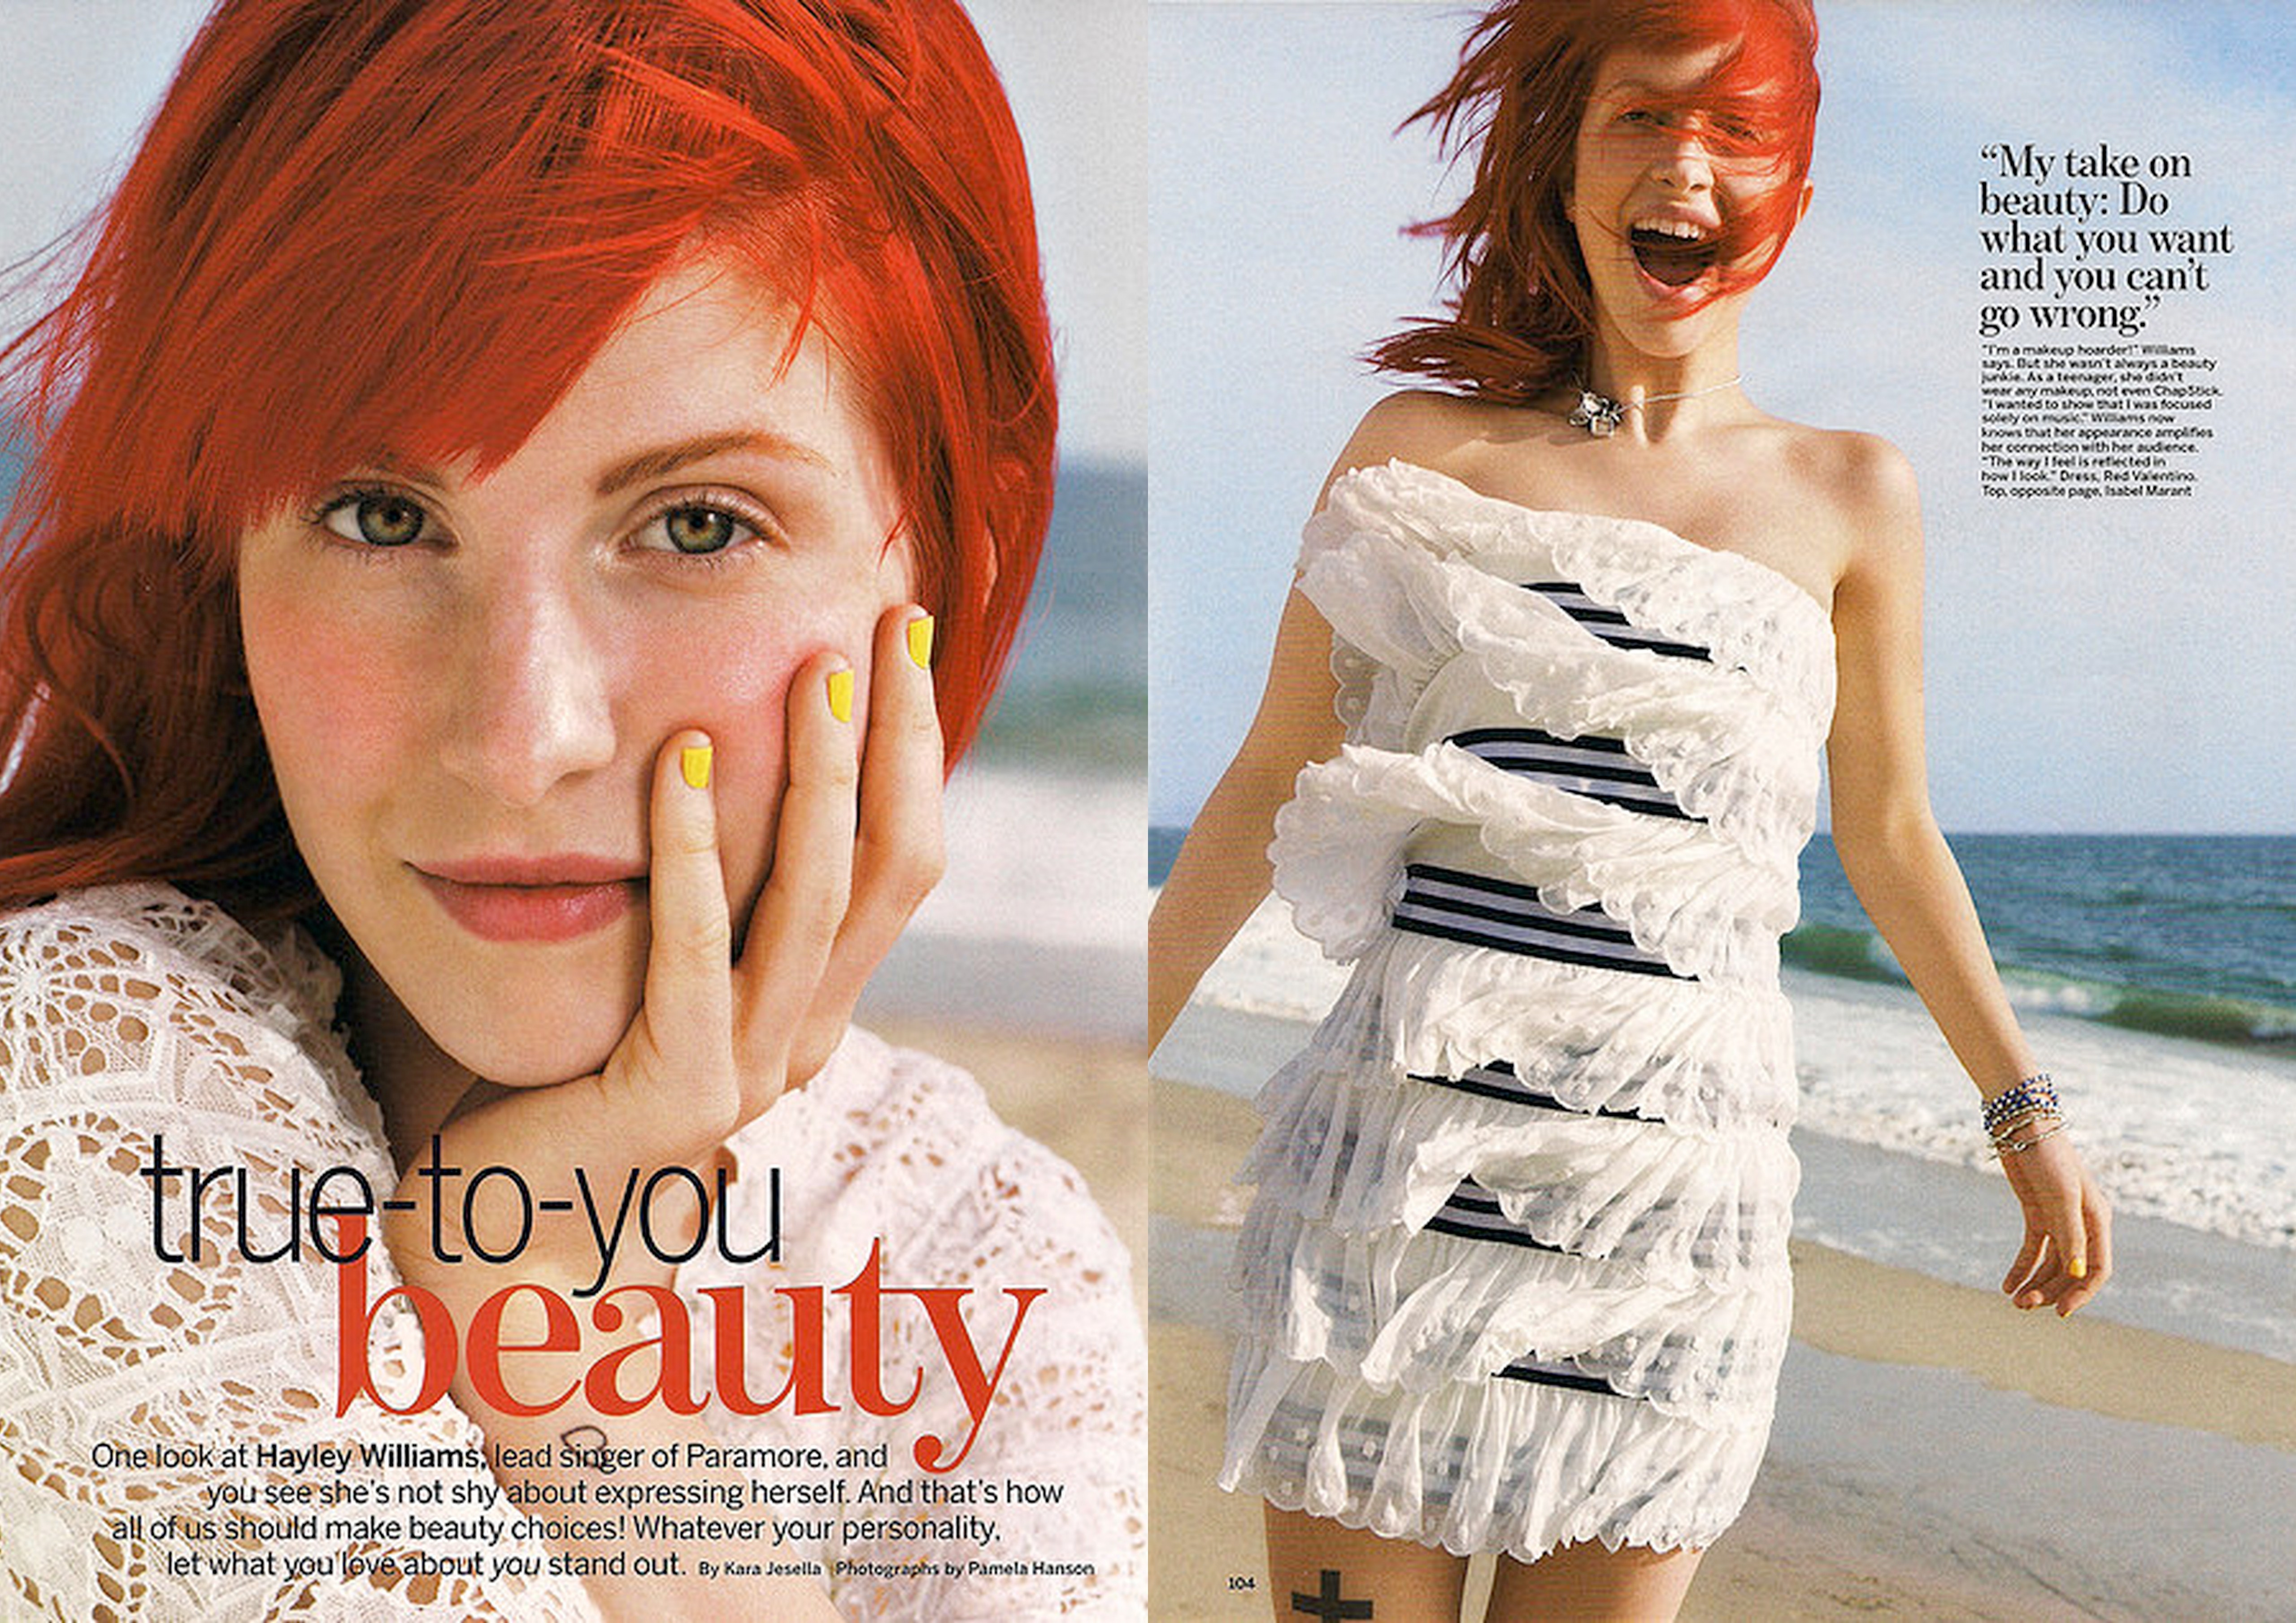 true-to-you
beauty
One look at Hayley Williams, lead singer of Paramore, and
you see she's not shy about expressing herself. And that's how
all of us should make beauty choices! Whatever your personality,
let what you love about you stand out. By Kara Jesella Photographs by Pamela Hanson
“My take on
beauty: Do
what you want
and you can't
go wrong.”
“I'm a makeup hoarder!” Williams
says. But she wasn't always a beauty
junkie. As a teenager, she didn't
wear any makeup, not even ChapStick.
“I wanted to show that I was focused
solely on music.” Williams now
knows that her appearance amplifies
her connection with her audience.
“The way I feel is reflected in
how I look.” Dress, Red Valentino.
Top, opposite page, Isabel Marant
104